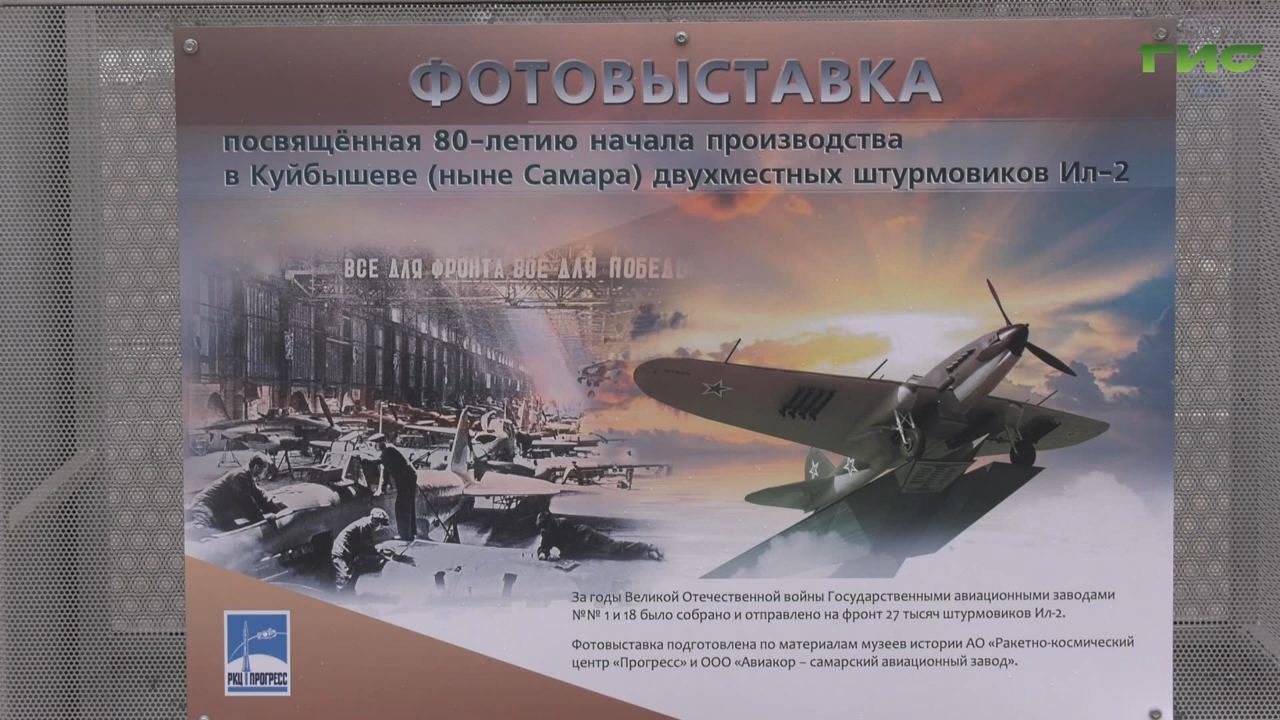 ГИС
ФОТОВЫСТАВКА
посвящённая 80-летию начала производства
в Куйбышеве (ныне Самара) двухместных штурмовиков Ил-2
ВСЕ ДЛЯ ФРОНТА ВСЕ ДЛЯ ПОБЕДЫ
За годы Великой Отечественной войны Государственными авиационными заводами
№№ 1 и 18 было собрано и отправлено на фронт 27 тысяч штурмовиков Ил-2.
Фотовыставка подготовлена по материалам музеев истории АО «Ракетно-космический
центр «Прогресс» и ООО «Авиакор – самарский авиационный завод».
РКЦ ПРОГРЕСС